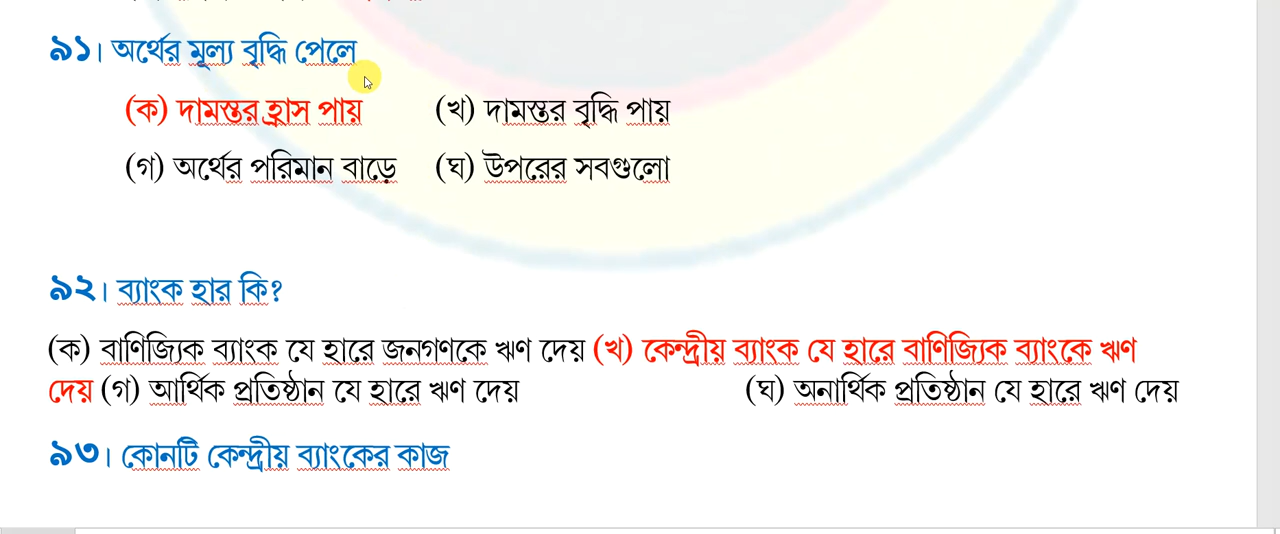 ৯১। অর্থের মূল্য বৃদ্ধি পেলে
(ক) দামস্তর হ্রাস পায় (খ) দামস্তর বৃদ্ধি পায়
(গ) অর্থের পরিমান বাড়ে (ঘ) উপরের সবগুলো
৯২। ব্যাংক হার কি?
(ক) বাণিজ্যিক ব্যাংক যে হারে জনগণকে ঋণ দেয় (খ) কেন্দ্রীয় ব্যাংক যে হারে বাণিজ্যিক ব্যাংকে ঋণ
দেয় (গ) আর্থিক প্রতিষ্ঠান যে হারে ঋণ দেয় (ঘ) অনার্থিক প্রতিষ্ঠান যে হারে ঋণ দেয়
৯৩। কোনটি কেন্দ্রীয় ব্যাংকের কাজ